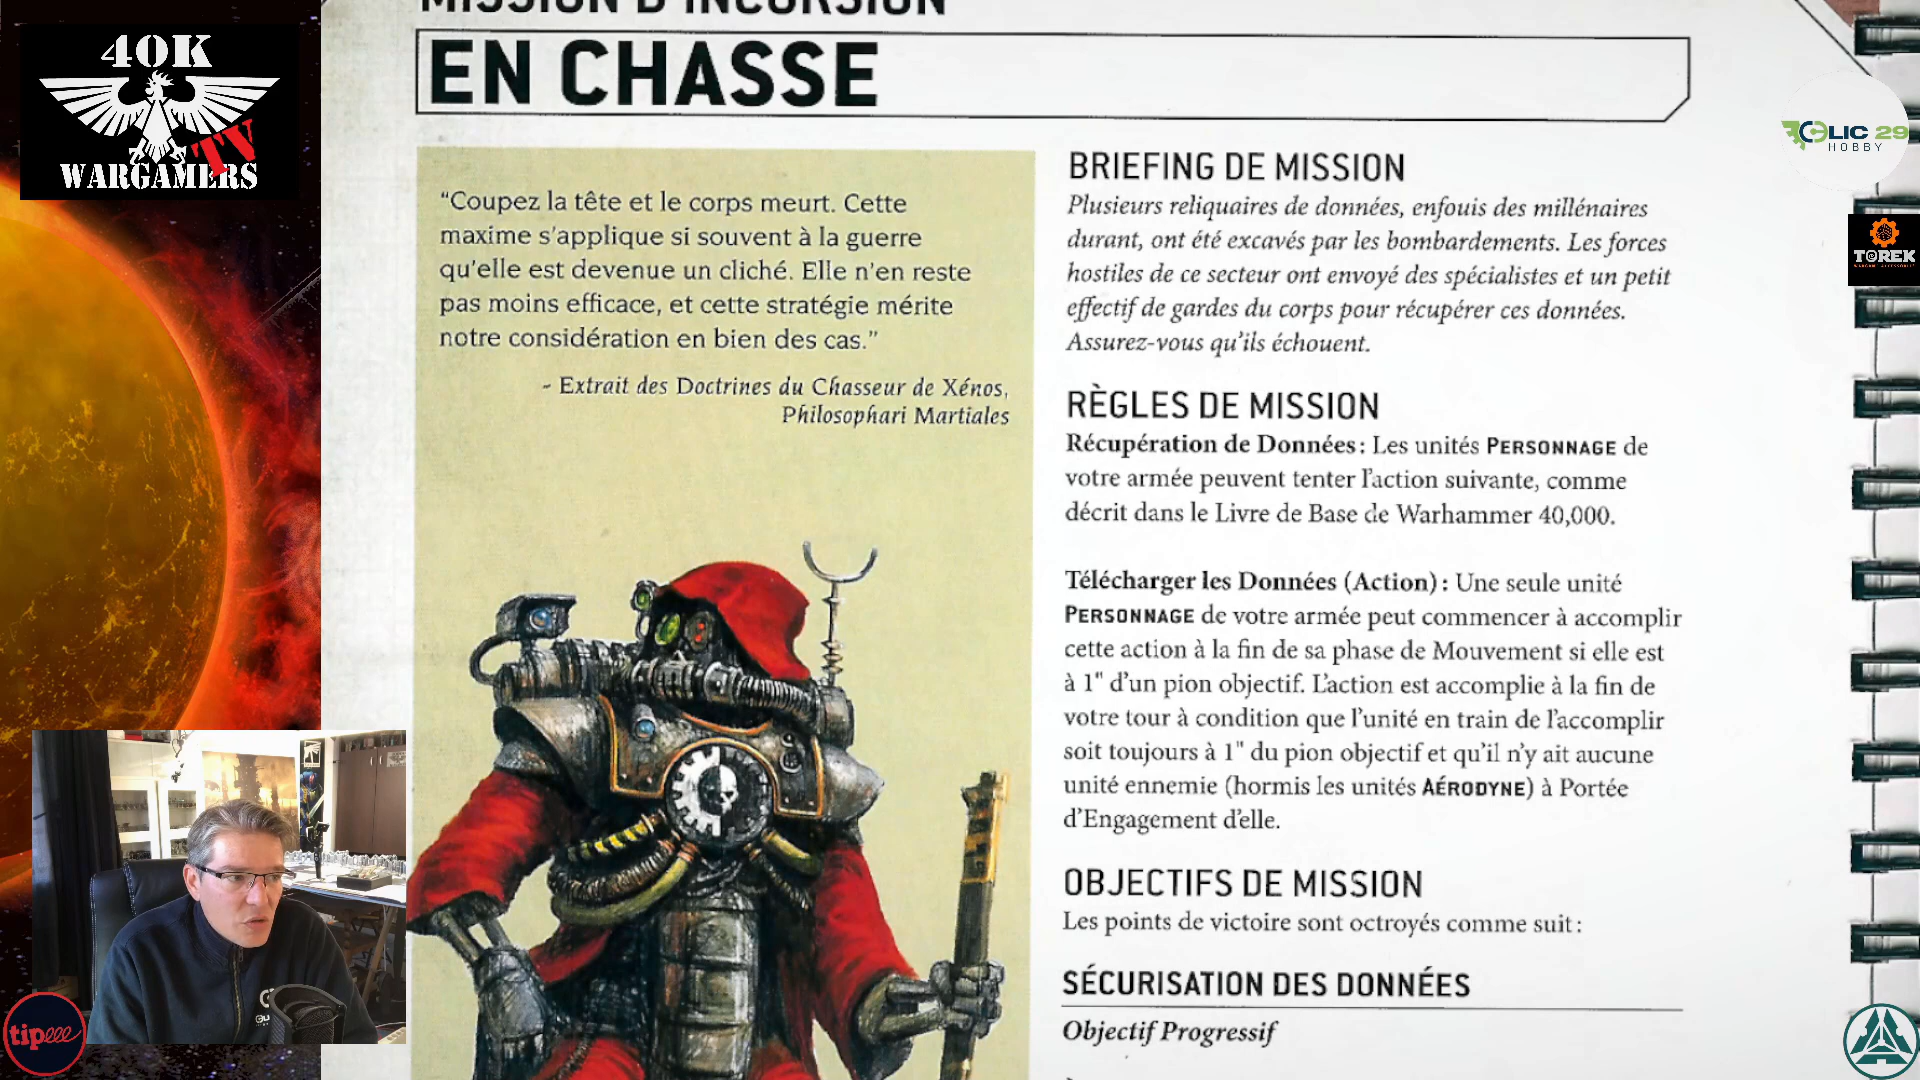 MISSION D'INCURSION
EN CHASSE
40K
TV
WARGAMERS
“Coupez la tête et le corps meurt. Cette
maxime s’applique si souvent à la guerre
qu’elle est devenue un cliché. Elle n’en reste
pas moins efficace, et cette stratégie mérite
notre considération en bien des cas.”
~ Extrait des Doctrines du Chasseur de Xénos,
Philosophari Martiales
BRIEFING DE MISSION
Plusieurs reliquaires de données, enfouis des millénaires
durant, ont été excavés par les bombardements. Les forces
hostiles de ce secteur ont envoyé des spécialistes et un petit
effectif de gardes du corps pour récupérer ces données.
Assurez-vous qu’ils échouent.
RÈGLES DE MISSION
Récupération de Données : Les unités PERSONNAGE de
votre armée peuvent tenter l’action suivante, comme
décrit dans le Livre de Base de Warhammer 40,000.
Télécharger les Données (Action) : Une seule unité
PERSONNAGE de votre armée peut commencer à accomplir
cette action à la fin de sa phase de Mouvement si elle est
à 1" d’un pion objectif. L’action est accomplie à la fin de
votre tour à condition que l’unité en train de l’accomplir
soit toujours à 1" du pion objectif et qu’il n’y ait aucune
unité ennemie (hormis les unités AÉRODYNE) à Portée
d’Engagement d’elle.
OBJECTIFS DE MISSION
Les points de victoire sont octroyés comme suit :
SÉCURISATION DES DONNÉES
Objectif Progressif
CLIC 29
HOBBY
TOREK
tipeee